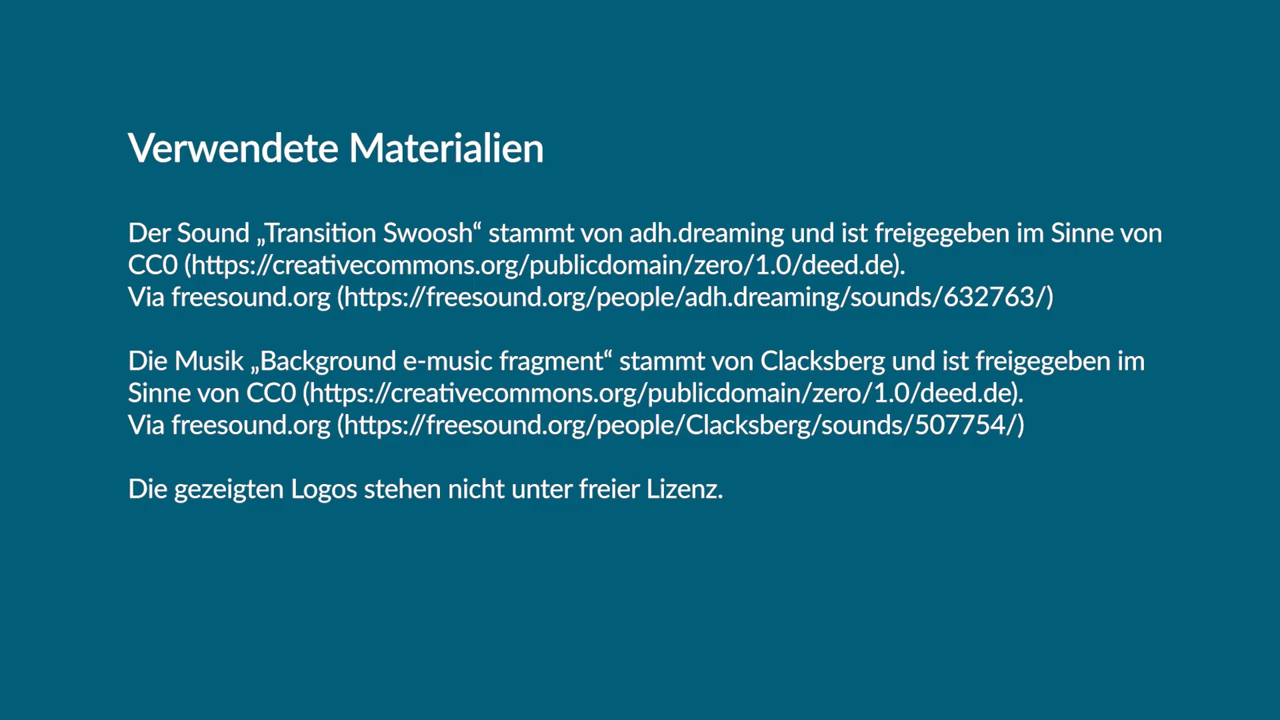 Verwendete Materialien
Der Sound „Transition Swoosh“ stammt von adh.dreaming und ist freigegeben im Sinne von
CC0 (https://creativecommons.org/publicdomain/zero/1.0/deed.de).
Via freesound.org (https://freesound.org/people/adh.dreaming/sounds/632763/)
Die Musik „Background e-music fragment“ stammt von Clacksberg und ist freigegeben im
Sinne von CC0 (https://creativecommons.org/publicdomain/zero/1.0/deed.de).
Via freesound.org (https://freesound.org/people/Clacksberg/sounds/507754/)
Die gezeigten Logos stehen nicht unter freier Lizenz.